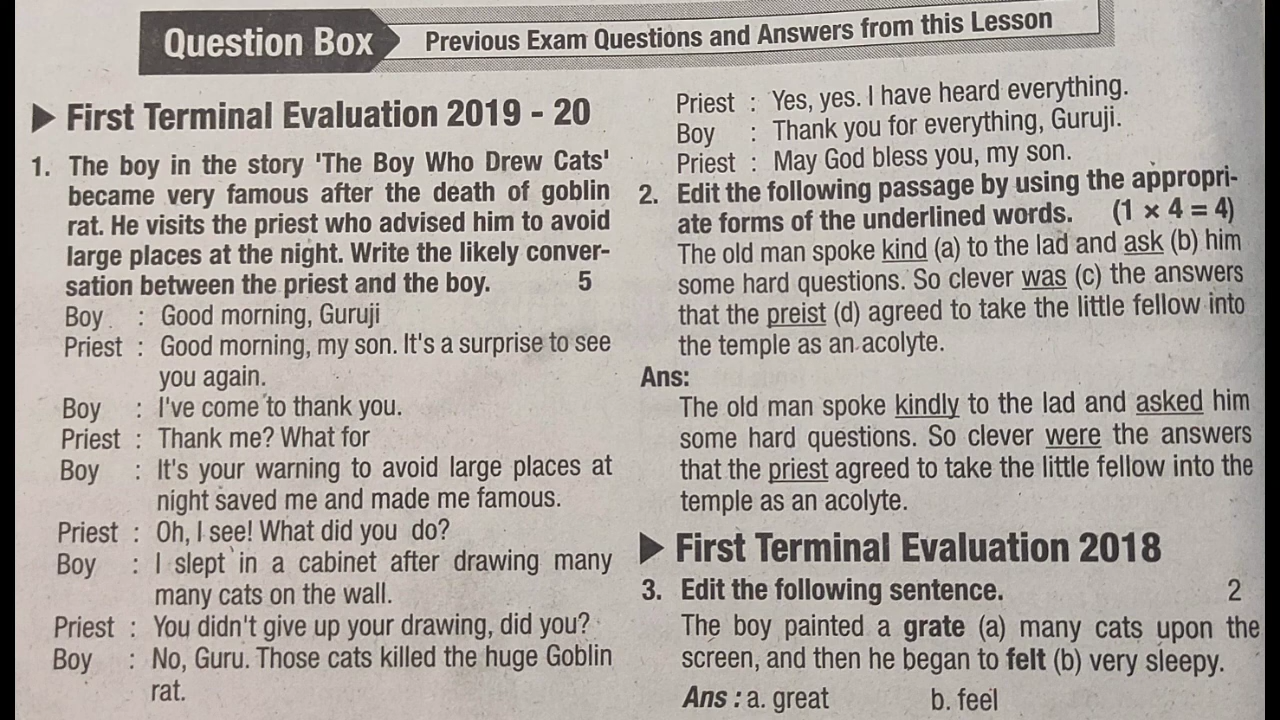 Question Box
Previous Exam Questions and Answers from this Lesson
▶ First Terminal Evaluation 2019 - 20
1. The boy in the story 'The Boy Who Drew Cats'
became very famous after the death of goblin
rat. He visits the priest who advised him to avoid
large places at the night. Write the likely conver-
sation between the priest and the boy. 5
Boy : Good morning, Guruji
Priest : Good morning, my son. It's a surprise to see
you again.
Boy : I've come to thank you.
Priest : Thank me? What for
Boy : It's your warning to avoid large places at
night saved me and made me famous.
Priest : Oh, I see! What did you do?
Boy : I slept in a cabinet after drawing many
many cats on the wall.
Priest : You didn't give up your drawing, did you?
Boy : No, Guru. Those cats killed the huge Goblin
rat.
Priest : Yes, yes. I have heard everything.
Boy : Thank you for everything, Guruji.
Priest : May God bless you, my son.
2. Edit the following passage by using the appropri-
ate forms of the underlined words. (1 × 4 = 4)
The old man spoke kind (a) to the lad and ask (b) him
some hard questions. So clever was (c) the answers
that the preist (d) agreed to take the little fellow into
the temple as an acolyte.
Ans:
The old man spoke kindly to the lad and asked him
some hard questions. So clever were the answers
that the priest agreed to take the little fellow into the
temple as an acolyte.
▶ First Terminal Evaluation 2018
3. Edit the following sentence. 2
The boy painted a grate (a) many cats upon the
screen, and then he began to felt (b) very sleepy.
Ans : a. great b. feel